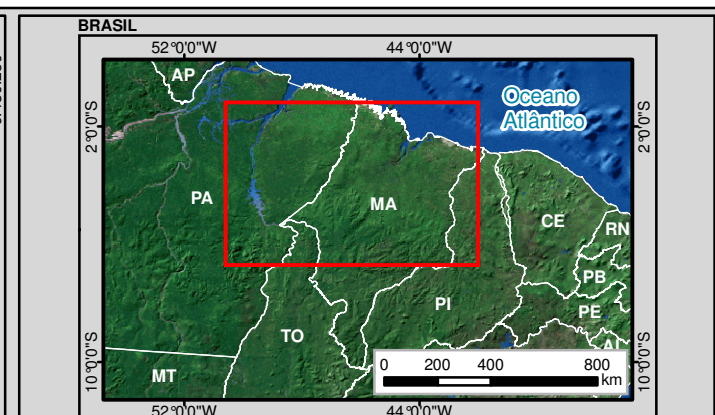 BRASIL
52°0'0"W 44°0'0"W
AP
Oceano
Atlântico
2°0'0"S 2°0'0"S
PA MA CE
RN
PB
PI PE
TO
MT
0 200 400 800
km
10°0'0"S 10°0'0"S
52°0'0"W 44°0'0"W